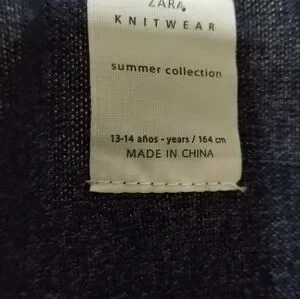 ZARA
KNITWEAR
summer collection
13-14 años - years / 164 cm
MADE IN CHINA